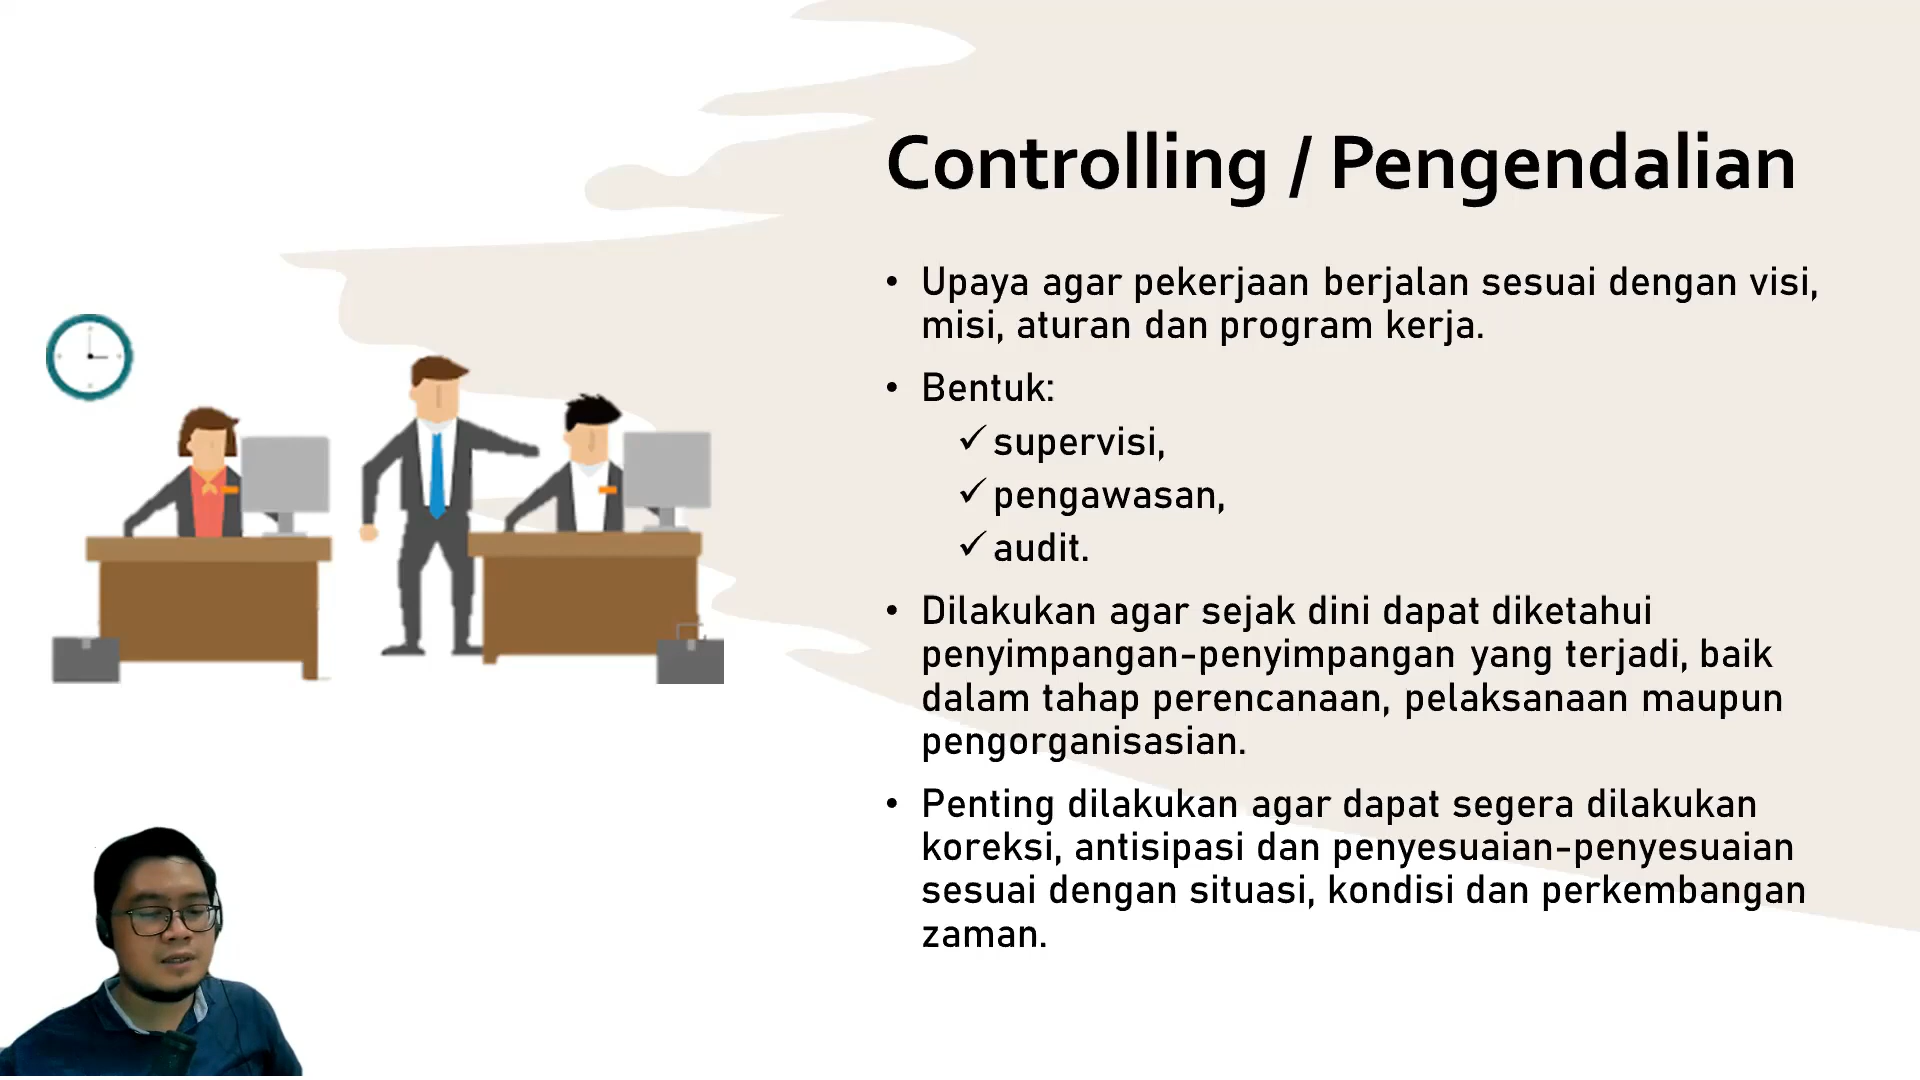 Controlling / Pengendalian
• Upaya agar pekerjaan berjalan sesuai dengan visi,
misi, aturan dan program kerja.
• Bentuk:
✓ supervisi,
✓ pengawasan,
✓ audit.
• Dilakukan agar sejak dini dapat diketahui
penyimpangan-penyimpangan yang terjadi, baik
dalam tahap perencanaan, pelaksanaan maupun
pengorganisasian.
• Penting dilakukan agar dapat segera dilakukan
koreksi, antisipasi dan penyesuaian-penyesuaian
sesuai dengan situasi, kondisi dan perkembangan
zaman.